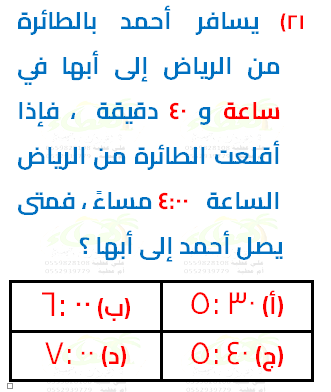 ٢١) يسافر أحمد بالطائرة
من الرياض إلى أبها في
ساعة و ٤٠ دقيقة ، فإذا
أقلعت الطائرة من الرياض
الساعة ٤:٠٠ مساءً ، فمتى
يصل أحمد إلى أبها ؟
(أ) ٥:٣٠
(ب) ٦:٠٠
(ج) ٥:٤٠
(د) ٧:٠٠